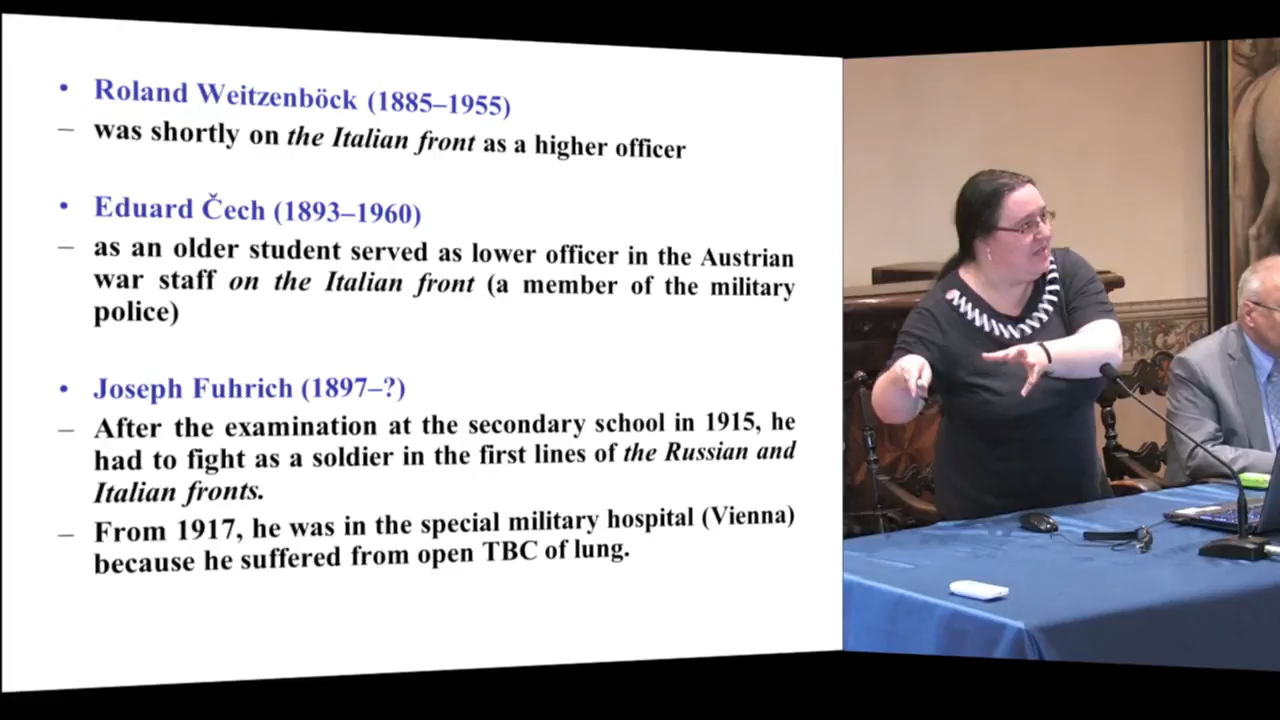 • Roland Weitzenböck (1885–1955)
– was shortly on the Italian front as a higher officer
• Eduard Čech (1893–1960)
– as an older student served as lower officer in the Austrian
war staff on the Italian front (a member of the military
police)
• Joseph Fuhrich (1897–?)
– After the examination at the secondary school in 1915, he
had to fight as a soldier in the first lines of the Russian and
Italian fronts.
– From 1917, he was in the special military hospital (Vienna)
because he suffered from open TBC of lung.